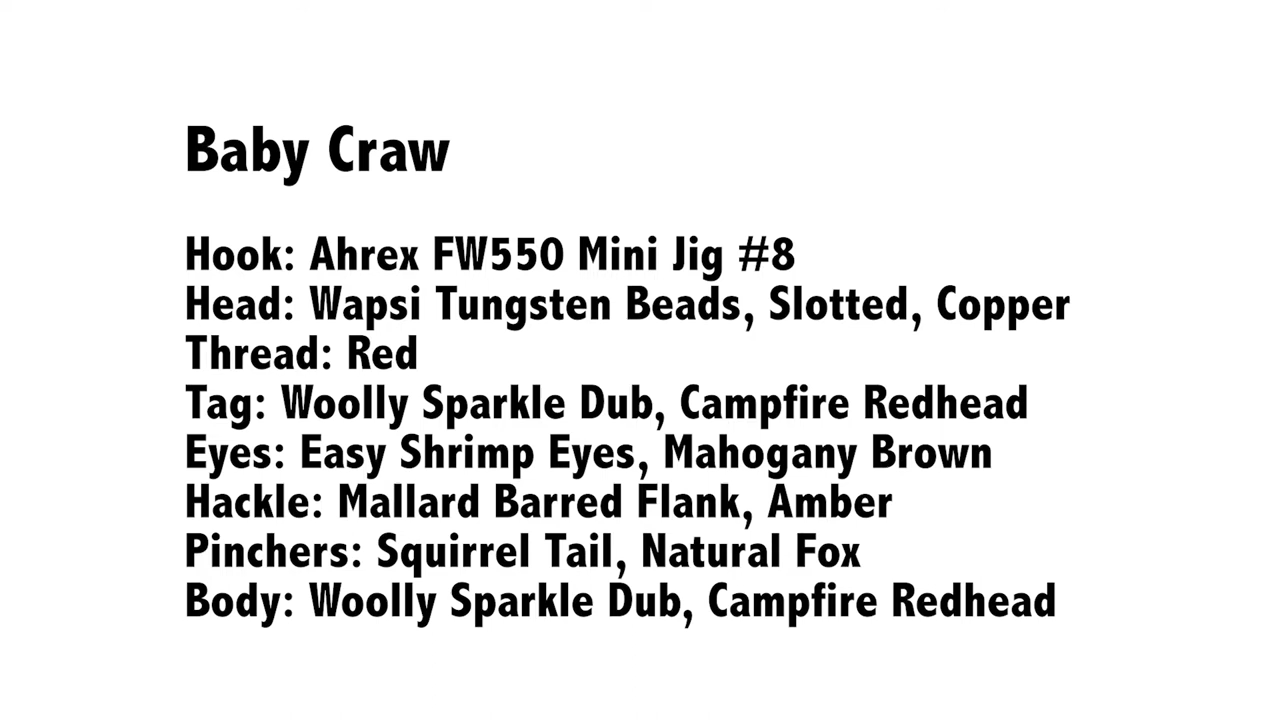 Baby Craw
Hook: Ahrex FW550 Mini Jig #8
Head: Wapsi Tungsten Beads, Slotted, Copper
Thread: Red
Tag: Woolly Sparkle Dub, Campfire Redhead
Eyes: Easy Shrimp Eyes, Mahogany Brown
Hackle: Mallard Barred Flank, Amber
Pinchers: Squirrel Tail, Natural Fox
Body: Woolly Sparkle Dub, Campfire Redhead